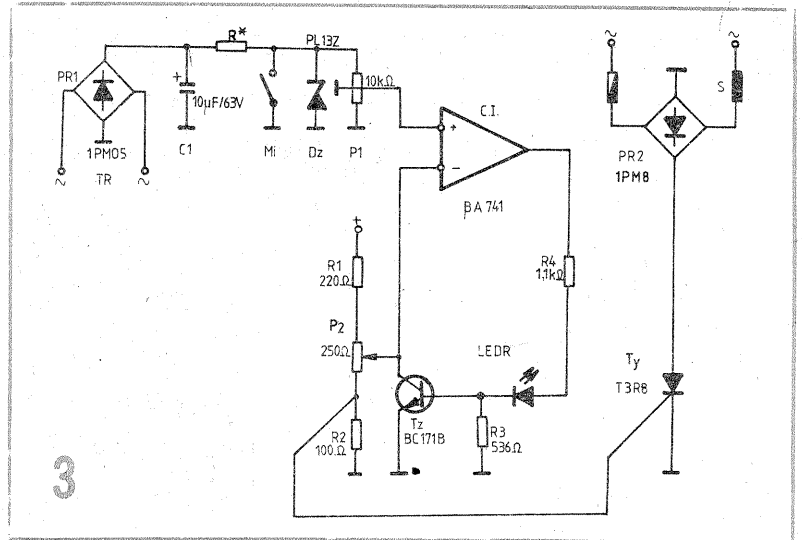 R*
PL13Z
PR1
+
10µF/63V
10kΩ
1PM05
C1
Mi
Dz
P1
~
TR
~
C.I.
+
−
βA 741
~
~
S
PR2
1PM8
+
R1
220Ω
P2
250Ω
R4
1,1kΩ
LEDR
Ty
T3R8
R2
100Ω
Tz
BC171B
R3
536Ω
3